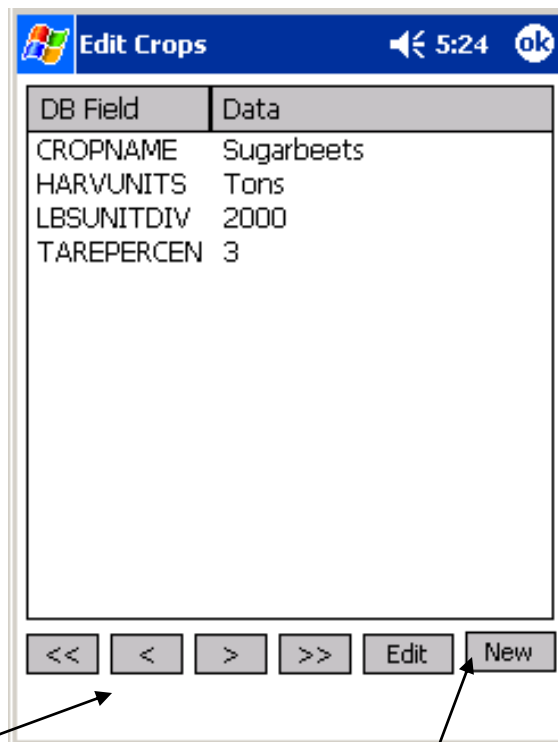 Edit Crops 5:24 ok
DB Field Data
CROPNAME Sugarbeets
HARVUNITS Tons
LBSUNITDIV 2000
TAREPERCEN 3
<< < > >> Edit New